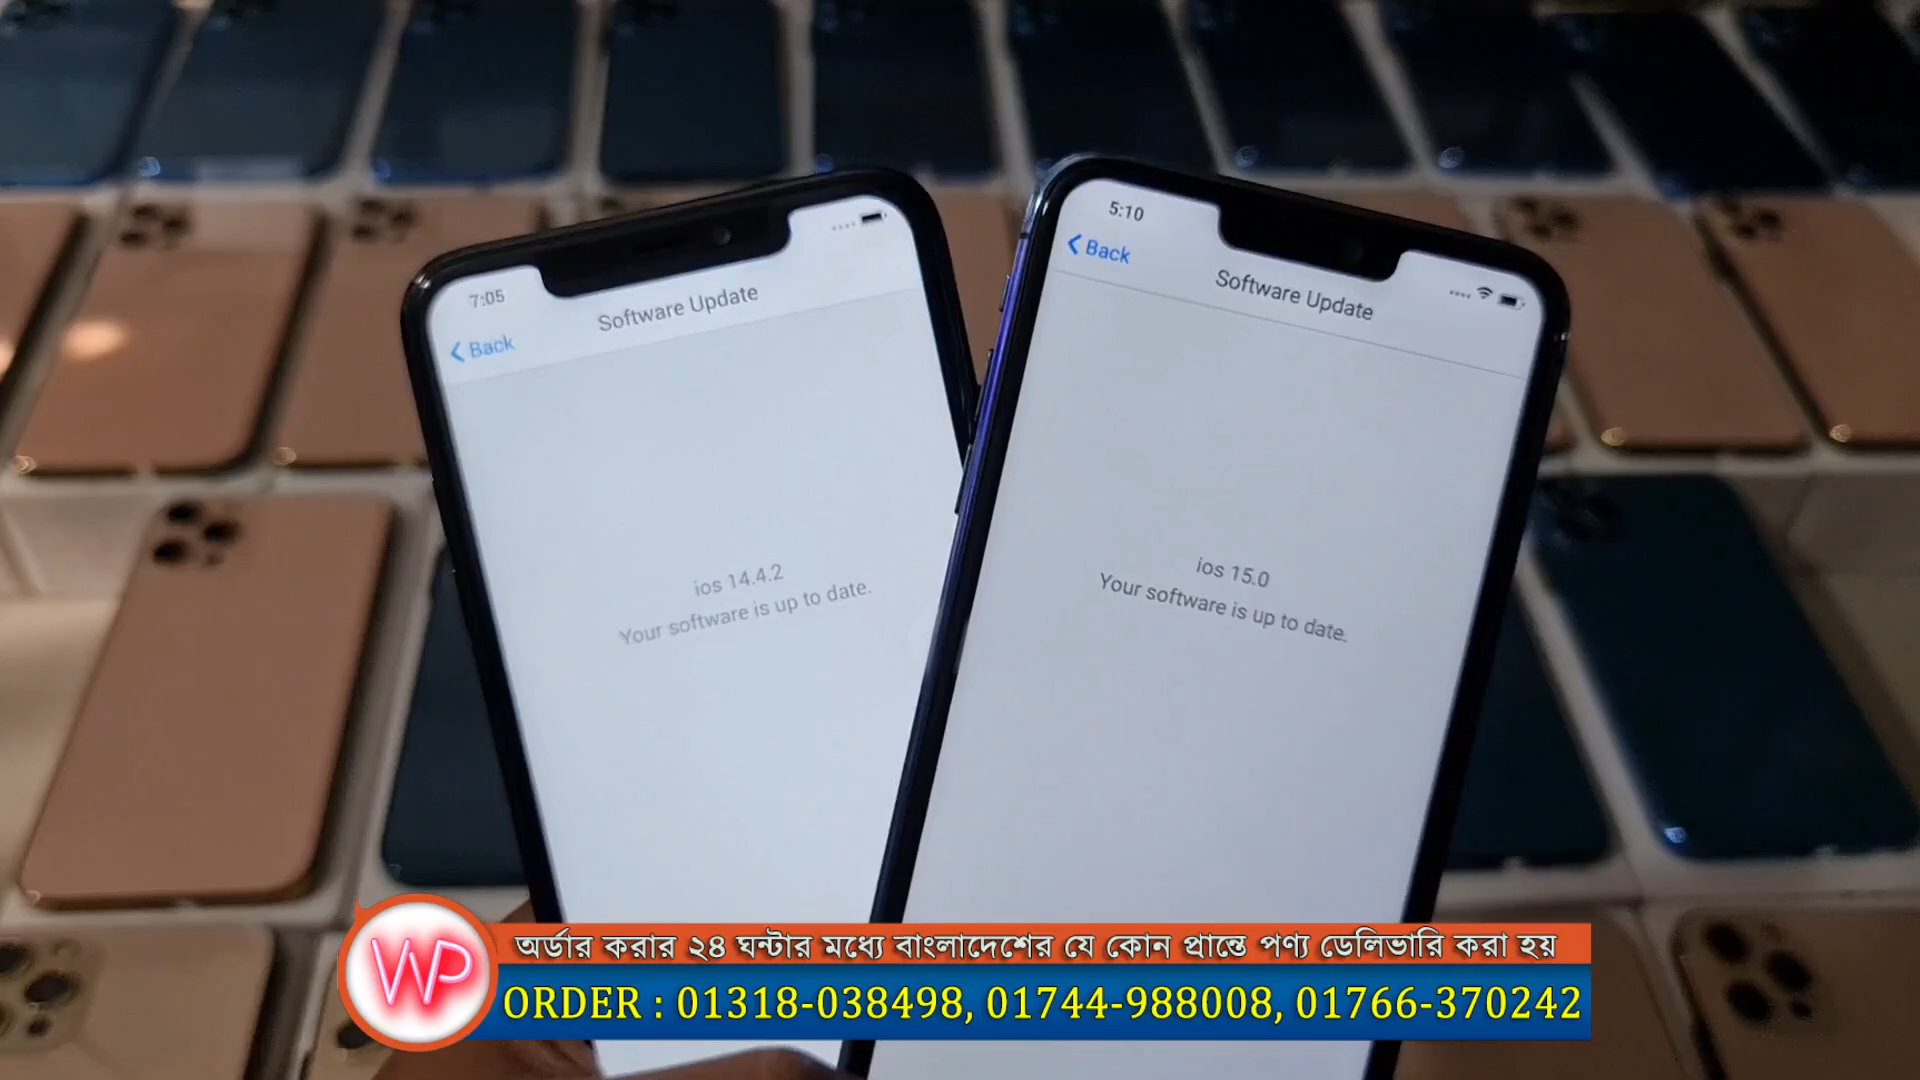 7:05
Back
Software Update
ios 14.4.2
Your software is up to date.
5:10
Back
Software Update
ios 15.0
Your software is up to date.
WP
অর্ডার করার ২৪ ঘন্টার মধ্যে বাংলাদেশের যে কোন প্রান্তে পণ্য ডেলিভারি করা হয়
ORDER : 01318-038498, 01744-988008, 01766-370242